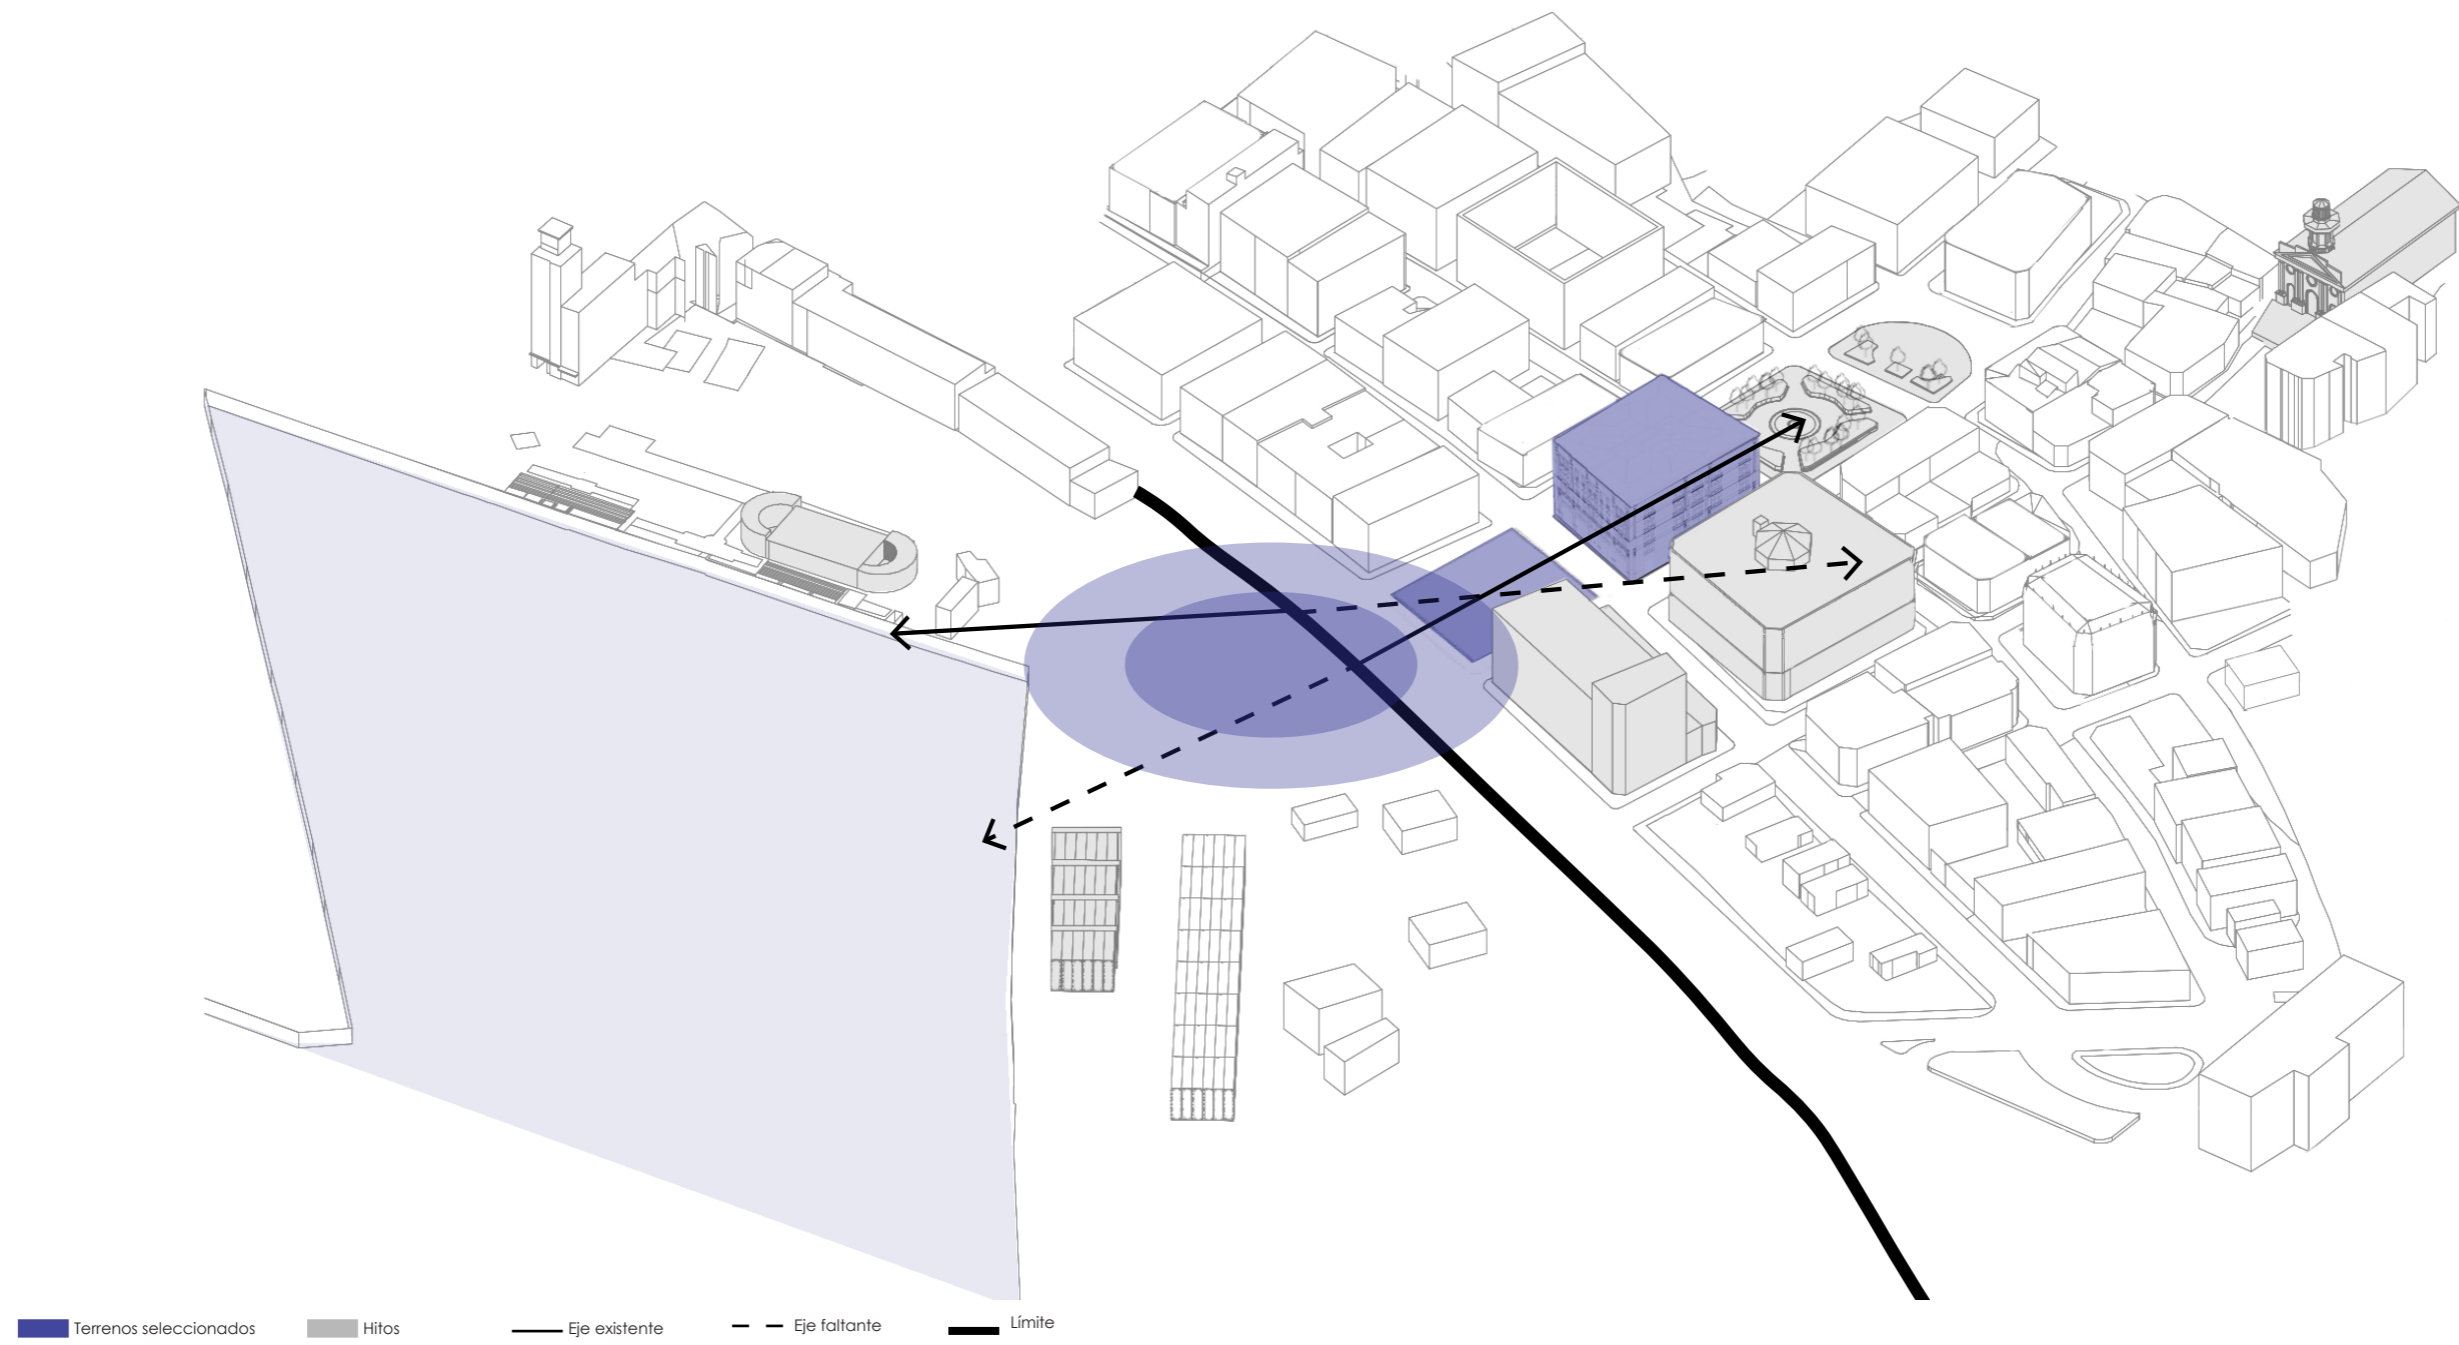 Terrenos seleccionados
Hitos
Eje existente
Eje faltante
Límite